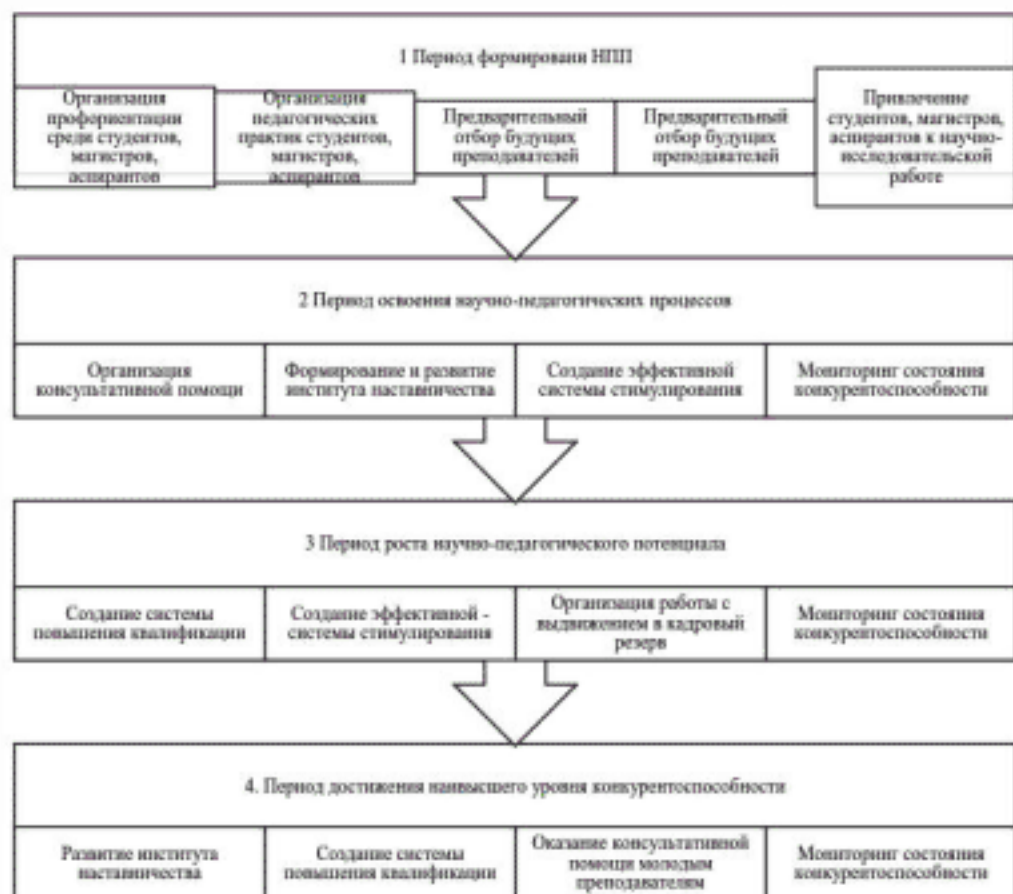 1 Период формировани НПП
Организация
профориентации
среди студентов,
магистров,
аспирантов
Организация
педагогических
практик студентов,
магистров,
аспирантов
Предварительный
отбор будущих
преподавателей
Предварительный
отбор будущих
преподавателей
Привлечение
студентов, магистров,
аспирантов к научно-
исследовательской
работе
2 Период освоения научно-педагогических процессов
Организация
консультативной помощи
Формирование и развитие
института наставничества
Создание эффективной
системы стимулирования
Мониторинг состояния
конкурентоспособности
3 Период роста научно-педагогического потенциала
Создание системы
повышения квалификации
Создание эффективной -
системы стимулирования
Организация работы с
выдвижением в кадровый
резерв
Мониторинг состояния
конкурентоспособности
4. Период достижения наивысшего уровня конкурентоспособности
Развитие института
наставничества
Создание системы
повышения квалификации
Оказание консультативной
помощи молодым
преподавателям
Мониторинг состояния
конкурентоспособности